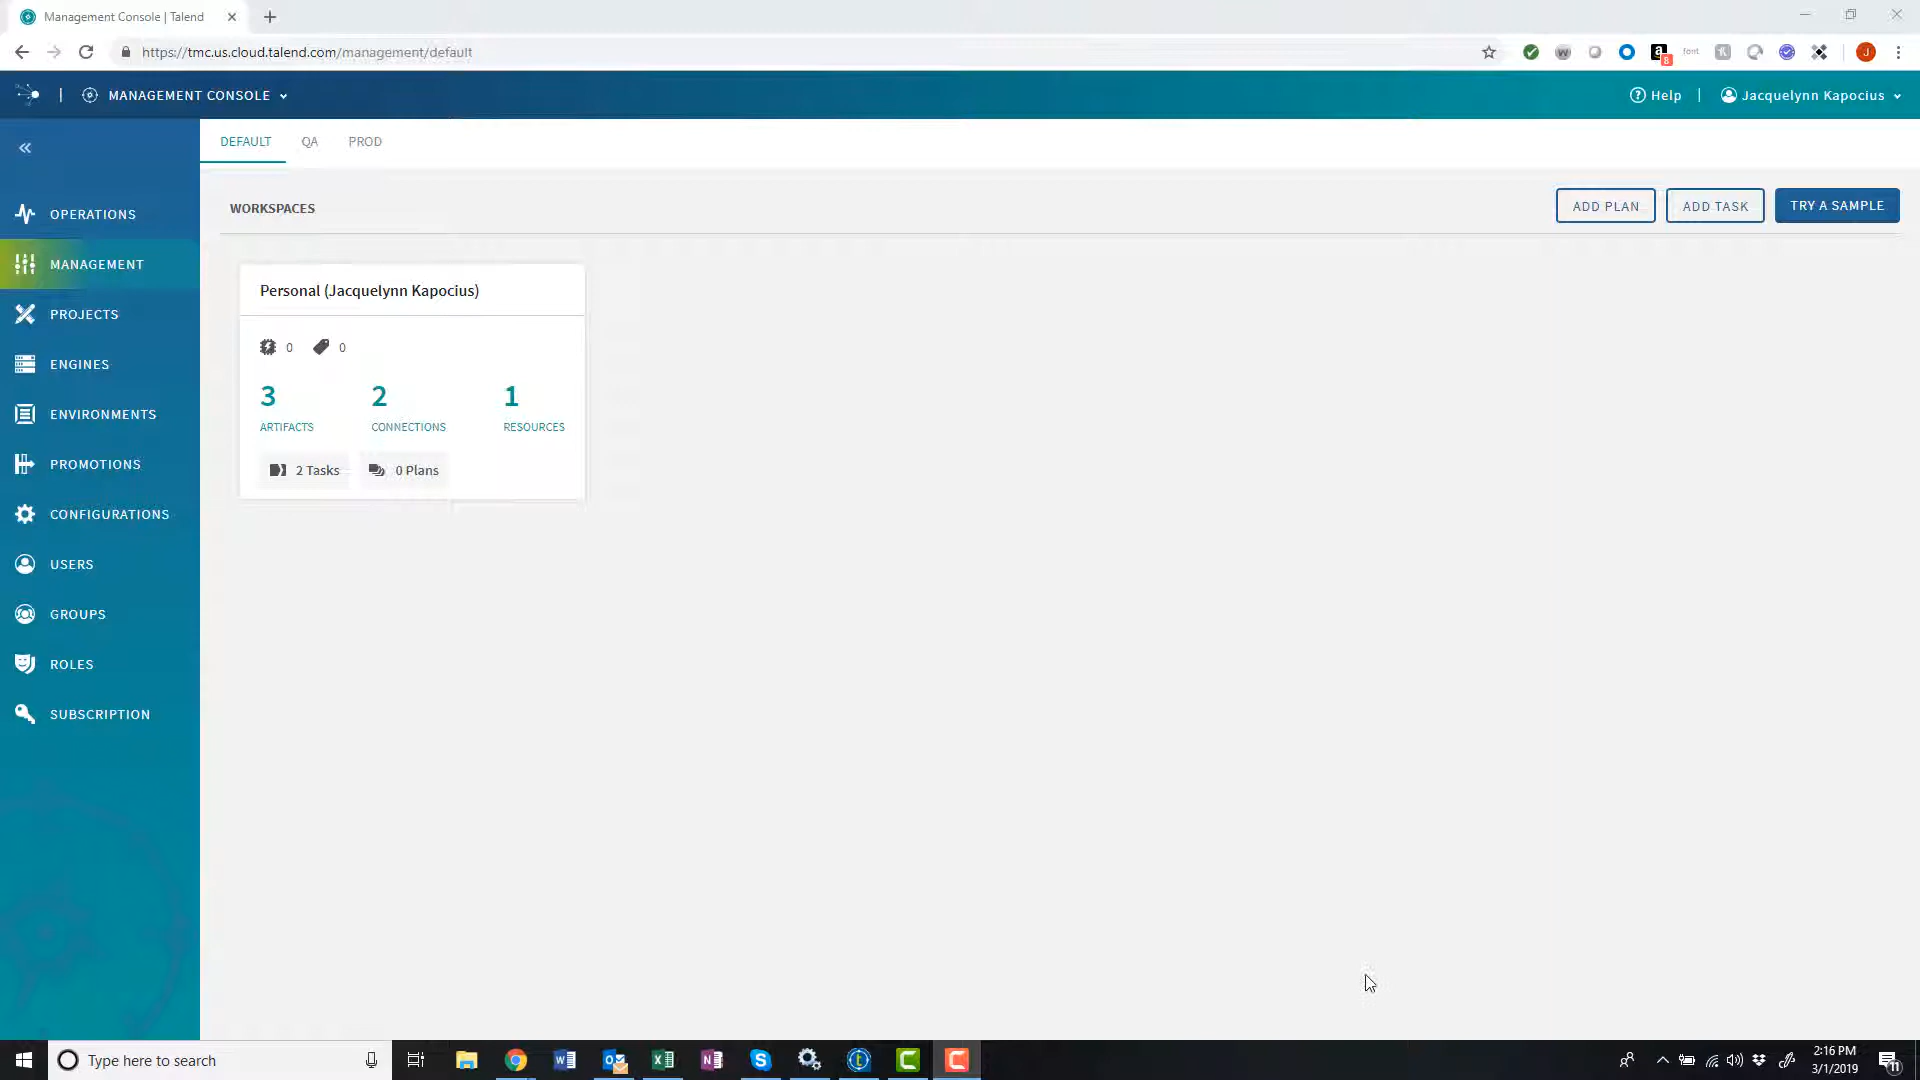 Management Console | Talend
https://tmc.us.cloud.talend.com/management/default
font
a
8
w
J
| MANAGEMENT CONSOLE
Help | Jacquelynn Kapocius
DEFAULT QA PROD
OPERATIONS
MANAGEMENT
PROJECTS
ENGINES
ENVIRONMENTS
PROMOTIONS
CONFIGURATIONS
USERS
GROUPS
ROLES
SUBSCRIPTION
WORKSPACES
ADD PLAN ADD TASK TRY A SAMPLE
Personal (Jacquelynn Kapocius)
0 0
3 2 1
ARTIFACTS CONNECTIONS RESOURCES
2 Tasks 0 Plans
Type here to search
2:16 PM
3/1/2019
11